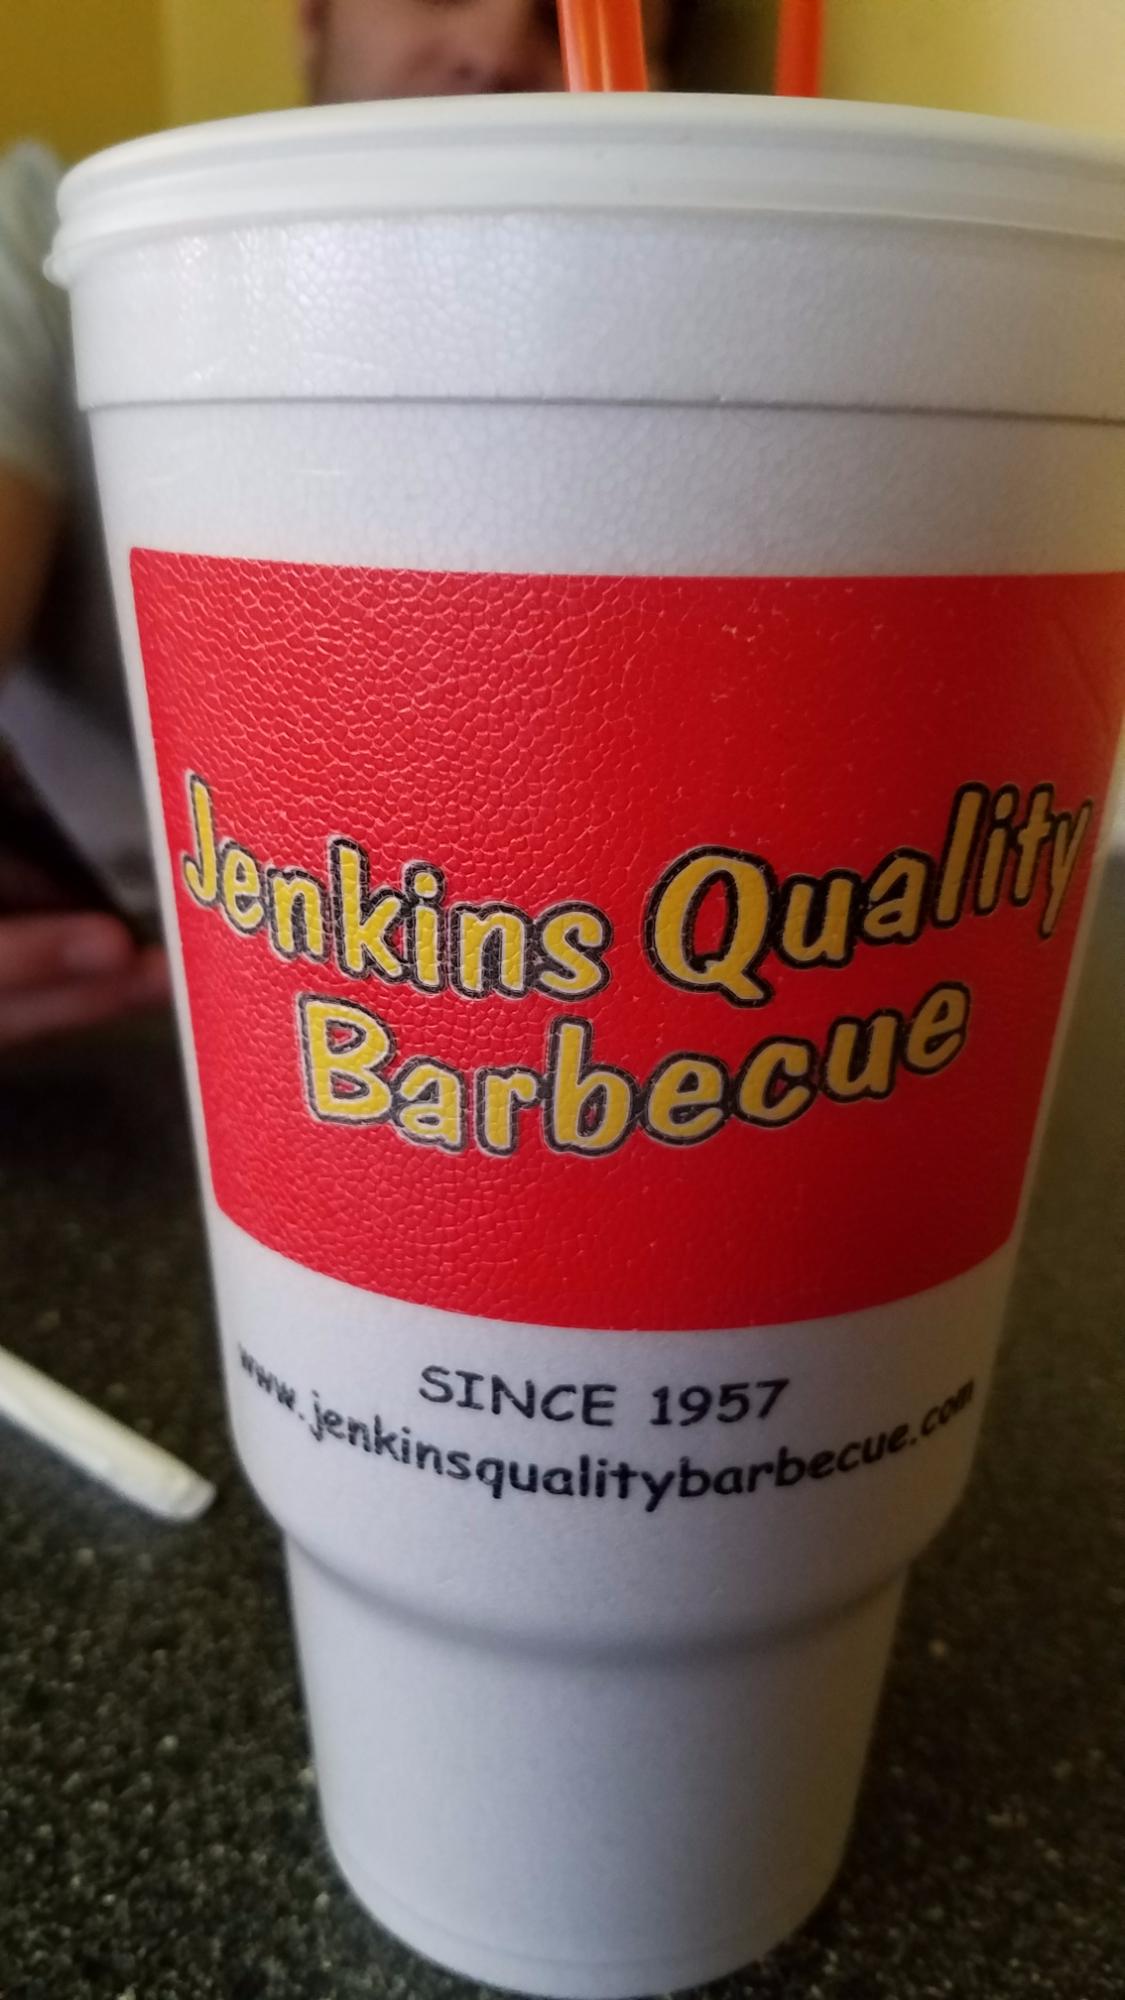 Jenkins Quality
Barbecue
SINCE 1957
www.jenkinsqualitybarbecue.com